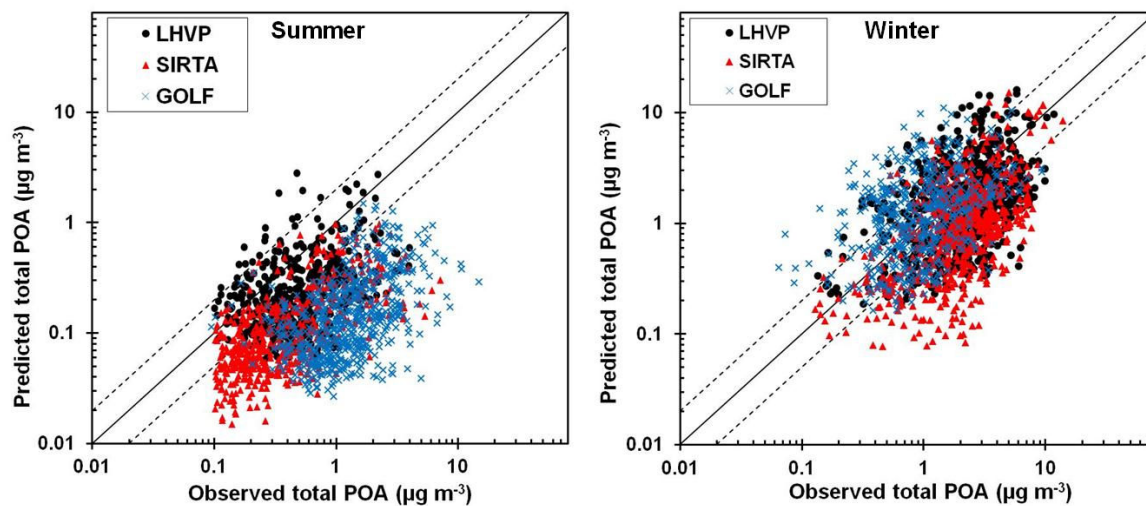 Summer
LHVP
SIRTA
GOLF
Predicted total POA (µg m-3)
10
1
0.1
0.01
0.01
0.1
1
10
Observed total POA (µg m-3)
Winter
LHVP
SIRTA
GOLF
Predicted total POA (µg m-3)
10
1
0.1
0.01
0.01
0.1
1
10
Observed total POA (µg m-3)